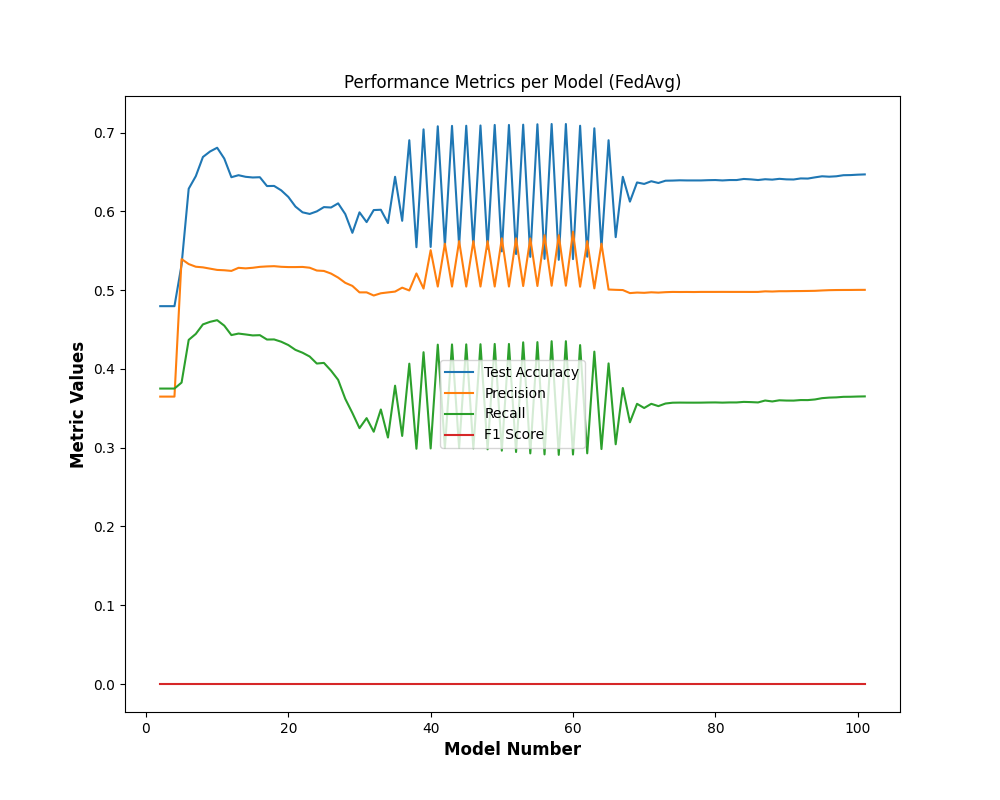 Performance Metrics per Model (FedAvg)
0.7
0.6
0.5
0.4
0.3
0.2
0.1
0.0
Metric Values
Test Accuracy
Precision
Recall
F1 Score
0 20 40 60 80 100
Model Number